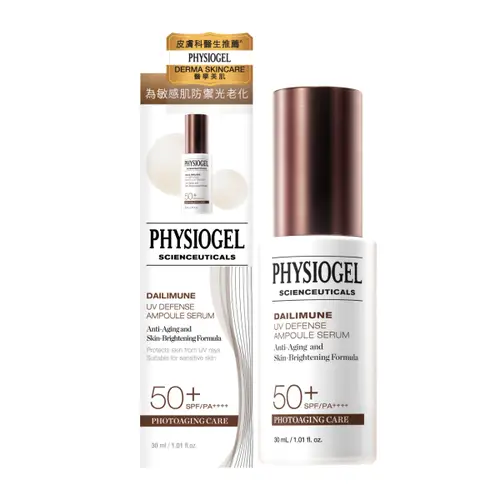 皮膚科醫生推薦*
PHYSIOGEL
DERMA SKINCARE
醫學美肌
為敏感肌防禦光老化
PHYSIOGEL
PHYSIOGEL
SCIENCEUTICALS
DAILIMUNE
UV DEFENSE
AMPOULE SERUM
Anti-Aging and
Skin-Brightening Formula
Protects skin from UV rays
Suitable for sensitive skin
50+
SPF/PA++++
PHOTOAGING CARE
30 ml / 1.01 fl.oz.
PHYSIOGEL
SCIENCEUTICALS
DAILIMUNE
UV DEFENSE
AMPOULE SERUM
Anti-Aging and
Skin-Brightening Formula
50+
SPF/PA++++
PHOTOAGING CARE
30 mL / 1.01 fl. oz.